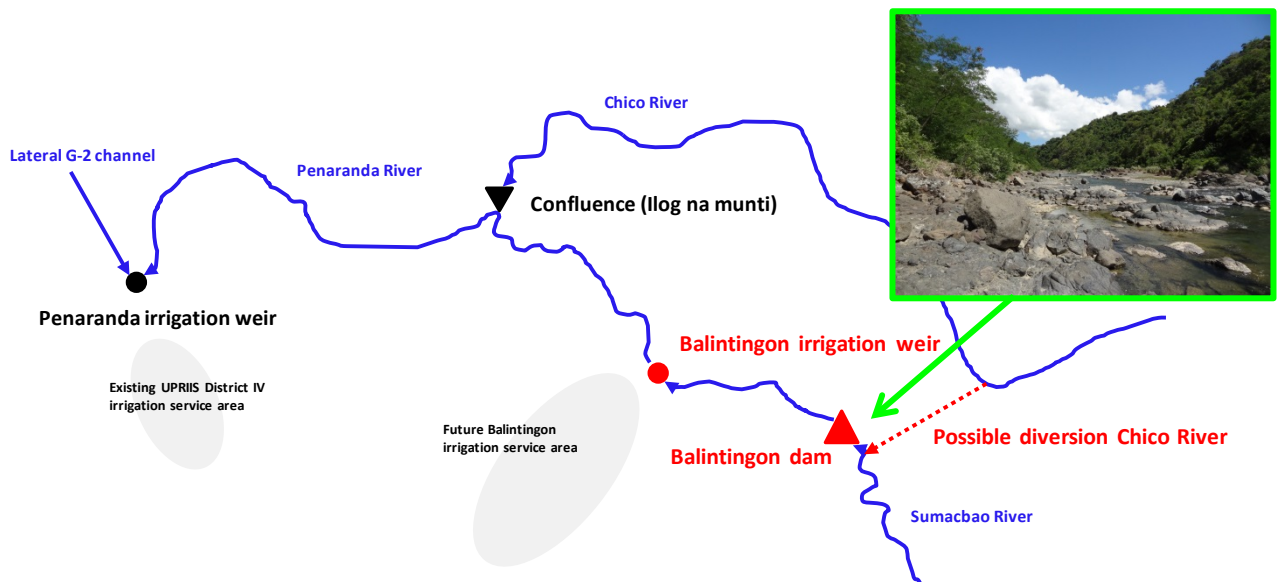 Chico River
Lateral G-2 channel
Penaranda River
Confluence (Ilog na munti)
Penaranda irrigation weir
Balintingon irrigation weir
Existing UPRIIS District IV
irrigation service area
Future Balintingon
irrigation service area
Possible diversion Chico River
Balintingon dam
Sumacbao River